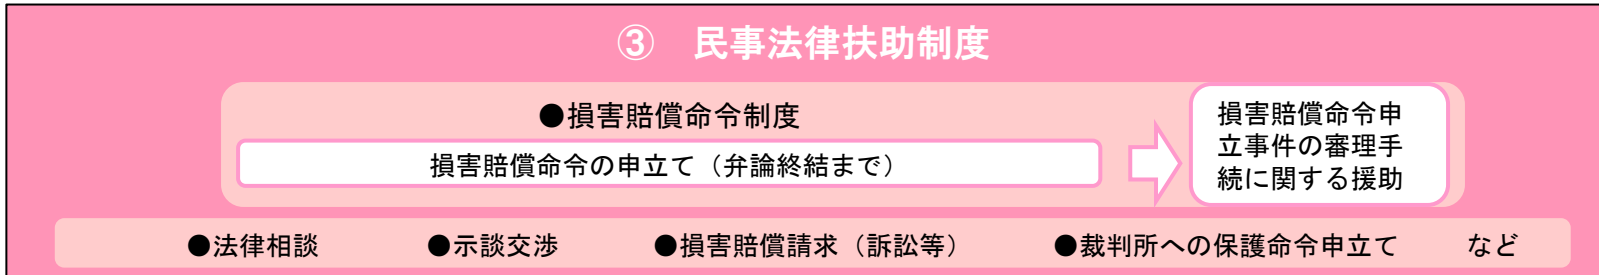 ③　民事法律扶助制度
●損害賠償命令制度
損害賠償命令の申立て（弁論終結まで）
損害賠償命令申
立事件の審理手
続に関する援助
●法律相談　●示談交渉　●損害賠償請求（訴訟等）　●裁判所への保護命令申立て　など